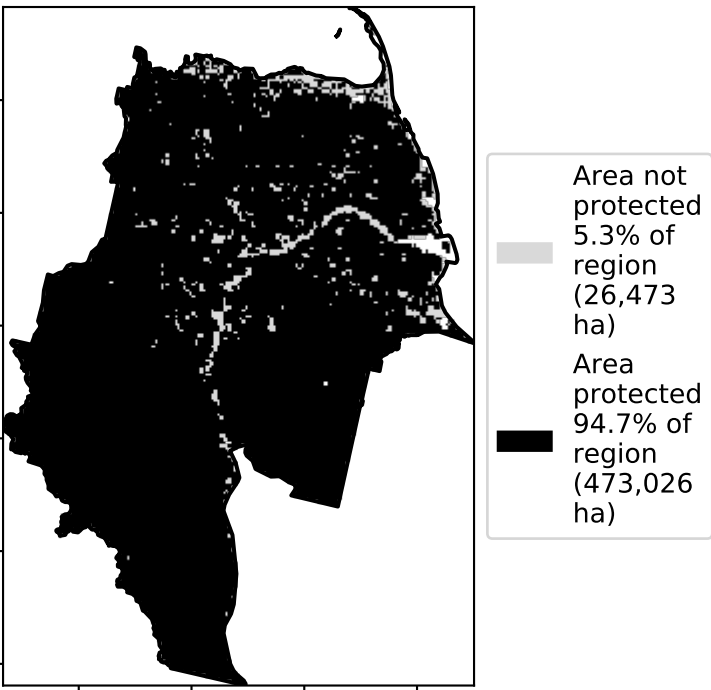 Area not
protected
5.3% of
region
(26,473
ha)
Area
protected
94.7% of
region
(473,026
ha)